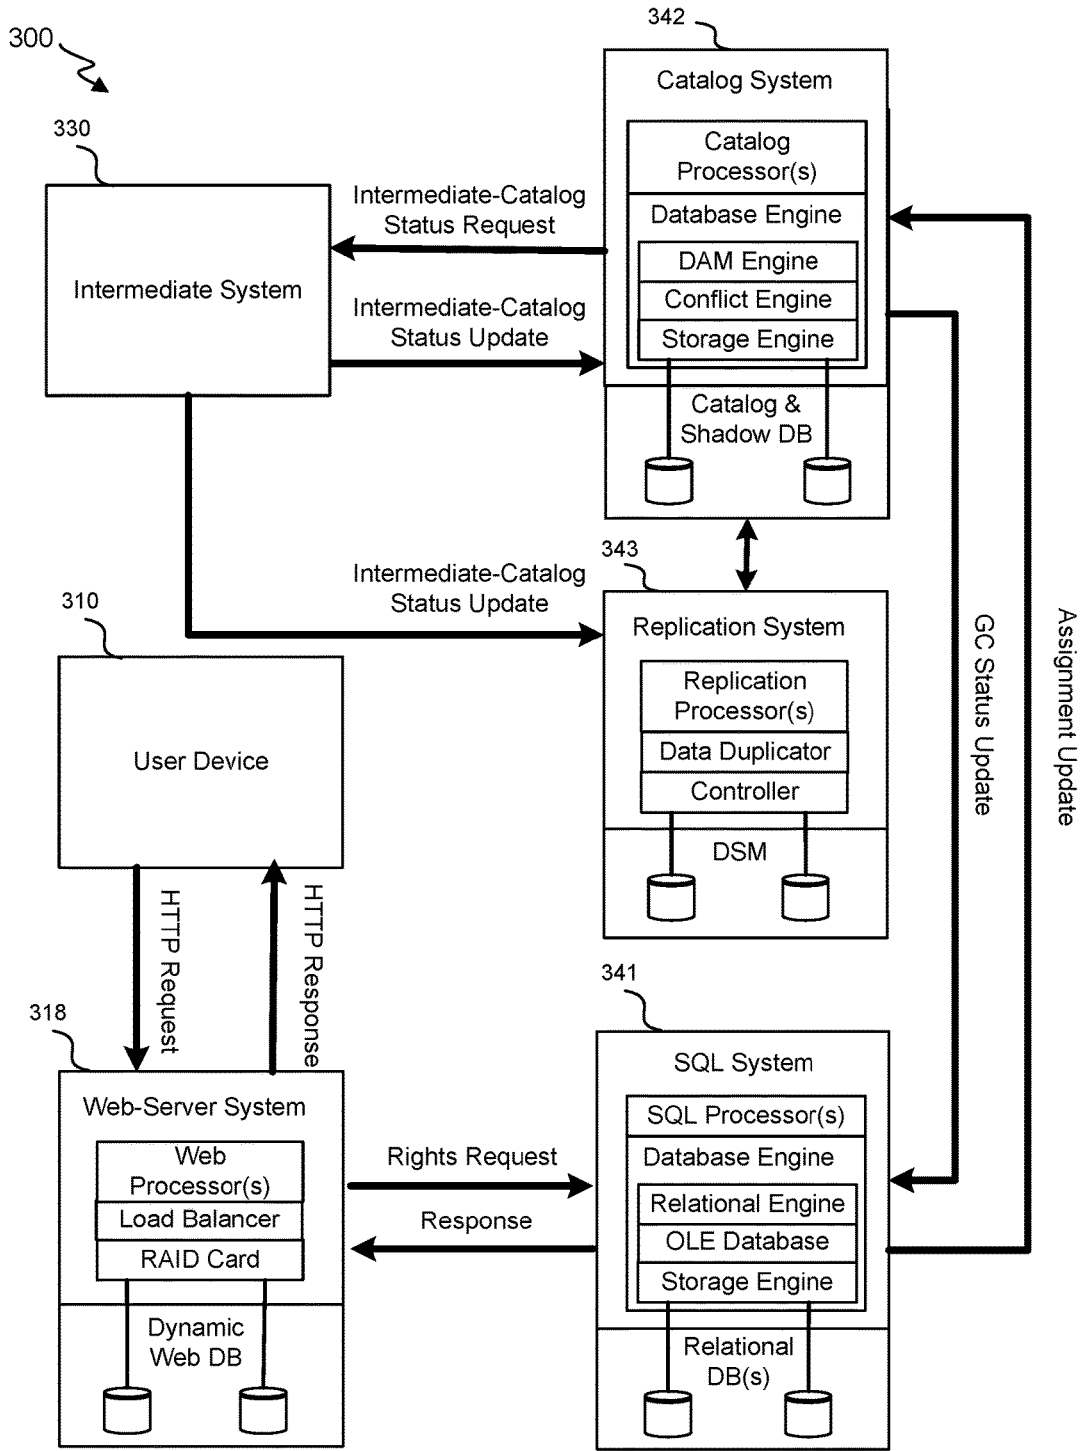 300
342
Catalog System
Catalog
Processor(s)
Database Engine
DAM Engine
Conflict Engine
Storage Engine
Catalog &
Shadow DB
330
Intermediate System
Intermediate-Catalog
Status Request
Intermediate-Catalog
Status Update
Intermediate-Catalog
Status Update
343
Replication System
Replication
Processor(s)
Data Duplicator
Controller
DSM
GC Status Update
Assignment Update
310
User Device
HTTP Request
HTTP Response
318
Web-Server System
Web
Processor(s)
Load Balancer
RAID Card
Dynamic
Web DB
Rights Request
Response
341
SQL System
SQL Processor(s)
Database Engine
Relational Engine
OLE Database
Storage Engine
Relational
DB(s)